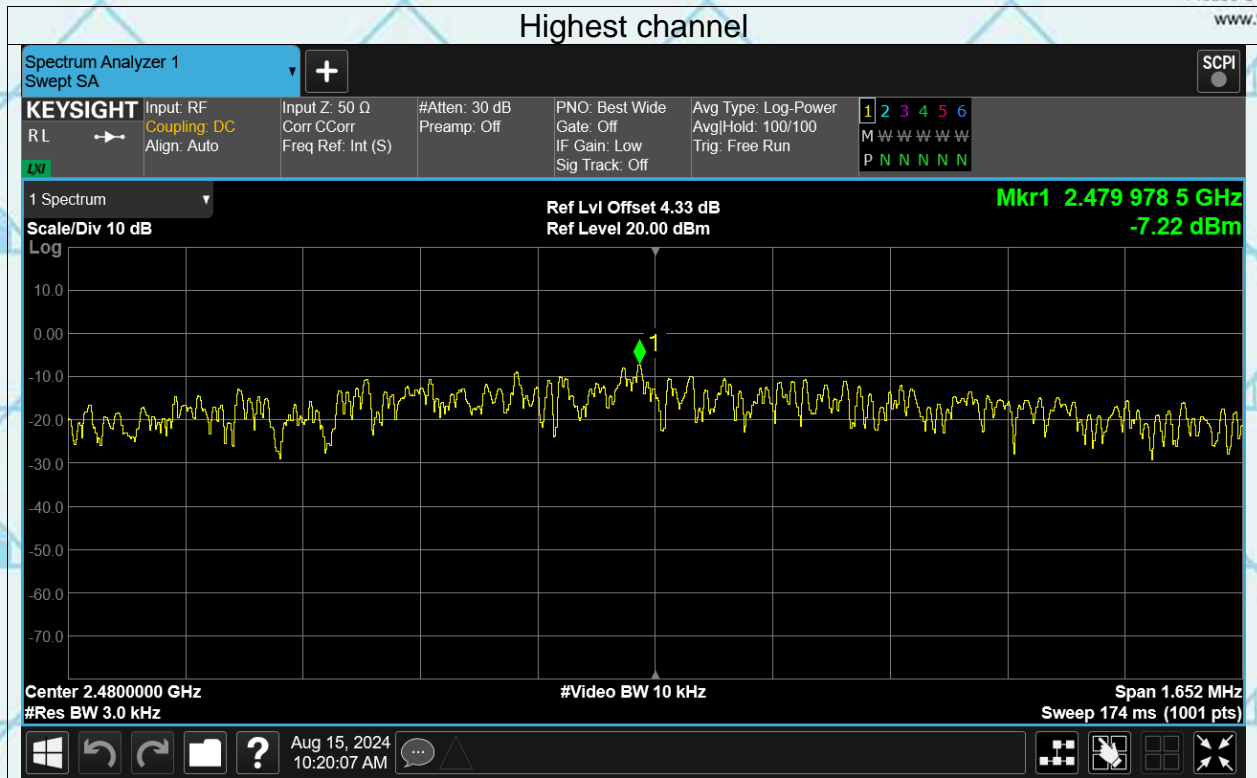 www.
Highest channel
Spectrum Analyzer 1
Swept SA
SCPI
KEYSIGHT
R L
LXI
Input: RF
Coupling: DC
Align: Auto
Input Z: 50 Ω
Corr CCorr
Freq Ref: Int (S)
#Atten: 30 dB
Preamp: Off
PNO: Best Wide
Gate: Off
IF Gain: Low
Sig Track: Off
Avg Type: Log-Power
Avg|Hold: 100/100
Trig: Free Run
1 2 3 4 5 6
M W W W W W
P N N N N N
1 Spectrum
Scale/Div 10 dB
Ref Lvl Offset 4.33 dB
Ref Level 20.00 dBm
Mkr1 2.479 978 5 GHz
-7.22 dBm
Log
10.0
0.00
-10.0
-20.0
-30.0
-40.0
-50.0
-60.0
-70.0
1
Center 2.4800000 GHz
#Res BW 3.0 kHz
#Video BW 10 kHz
Span 1.652 MHz
Sweep 174 ms (1001 pts)
?
Aug 15, 2024
10:20:07 AM